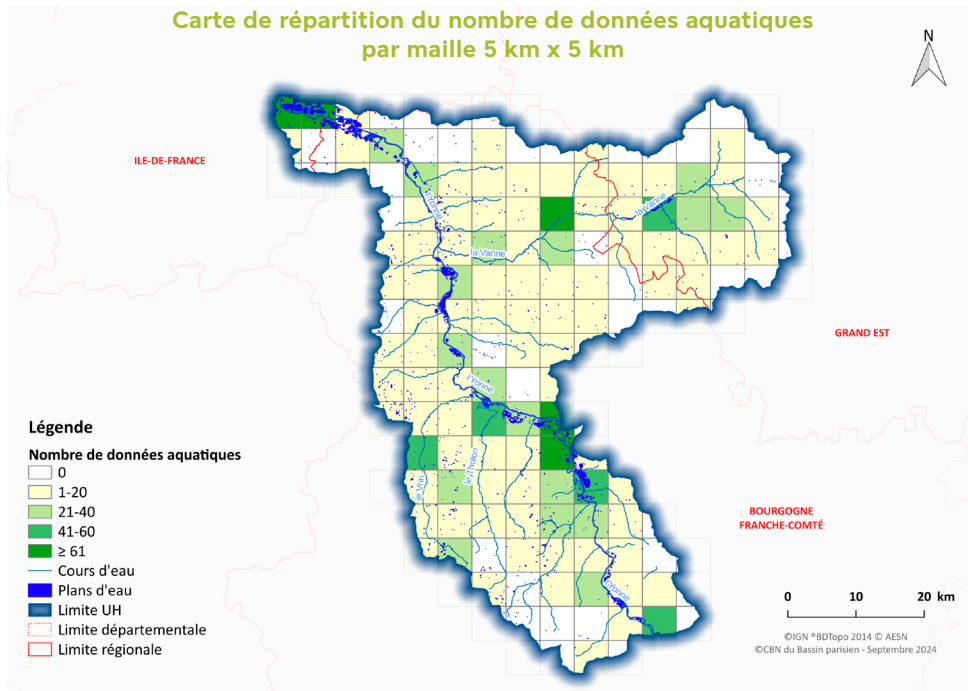 Carte de répartition du nombre de données aquatiques
par maille 5 km x 5 km
N
ILE-DE-FRANCE
l'Yonne
la Vanne
la Vanne
GRAND EST
l'Yonne
le Tholon
le Vrin
BOURGOGNE
FRANCHE-COMTÉ
l'Yonne
Légende
Nombre de données aquatiques
0
1-20
21-40
41-60
≥ 61
Cours d'eau
Plans d'eau
Limite UH
Limite départementale
Limite régionale
0 10 20 km
©IGN ®BDTopo 2014 © AESN
©CBN du Bassin parisien - Septembre 2024